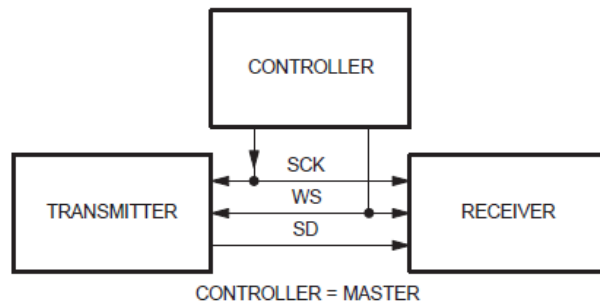 CONTROLLER
SCK
TRANSMITTER
WS
RECEIVER
SD
CONTROLLER = MASTER